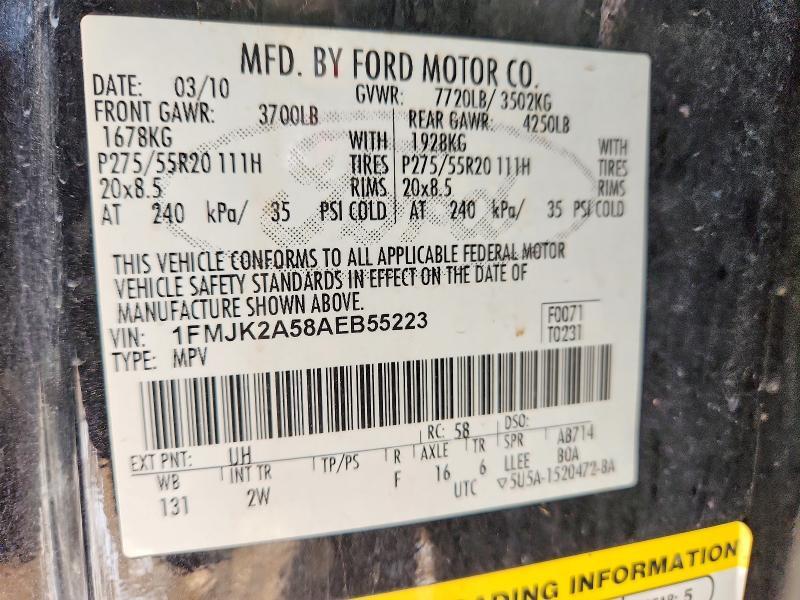 MFD. BY FORD MOTOR CO.
DATE: 03/10 GVWR: 7720LB/ 3502KG
FRONT GAWR: 3700LB REAR GAWR: 4250LB
1678KG WITH 1928KG WITH
P275/55R20 111H TIRES P275/55R20 111H TIRES
20x8.5 RIMS 20x8.5 RIMS
AT 240 kPa/ 35 PSI COLD AT 240 kPa/ 35 PSI COLD
THIS VEHICLE CONFORMS TO ALL APPLICABLE FEDERAL MOTOR
VEHICLE SAFETY STANDARDS IN EFFECT ON THE DATE OF
MANUFACTURE SHOWN ABOVE.
VIN: 1FMJK2A58AEB55223 F0071
TYPE: MPV T0231
EXT PNT: UH RC: 58 DSO:
WB INT TR TP/PS R AXLE TR SPR AB714
131 2W F 16 6 LLEE BOA
UTC ▽5U5A-1520472-BA
INFORMATION
5